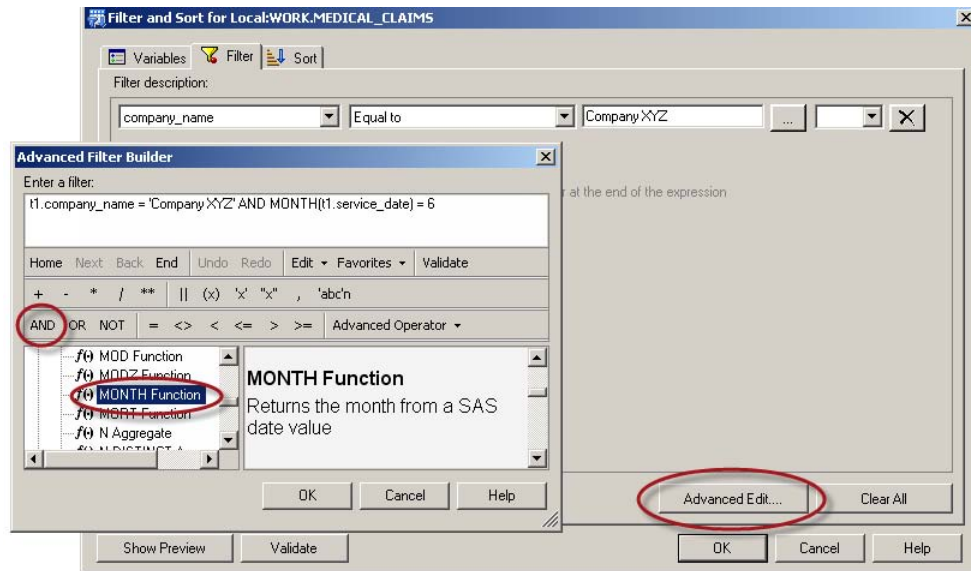 Filter and Sort for Local:WORK.MEDICAL_CLAIMS
Variables Filter Sort
Filter description:
company_name Equal to Company XYZ ...
Advanced Filter Builder
Enter a filter:
t1.company_name = 'Company XYZ' AND MONTH(t1.service_date) = 6
r at the end of the expression
Home Next Back End Undo Redo Edit Favorites Validate
+ - * / ** || (x) 'x' "x" , 'abc'n
AND OR NOT = <> < <= > >= Advanced Operator
f(·) MOD Function
f(·) MODZ Function
f(·) MONTH Function
f(·) MORT Function
f(·) N Aggregate
MONTH Function
Returns the month from a SAS
date value
OK Cancel Help
Advanced Edit.... Clear All
Show Preview Validate OK Cancel Help